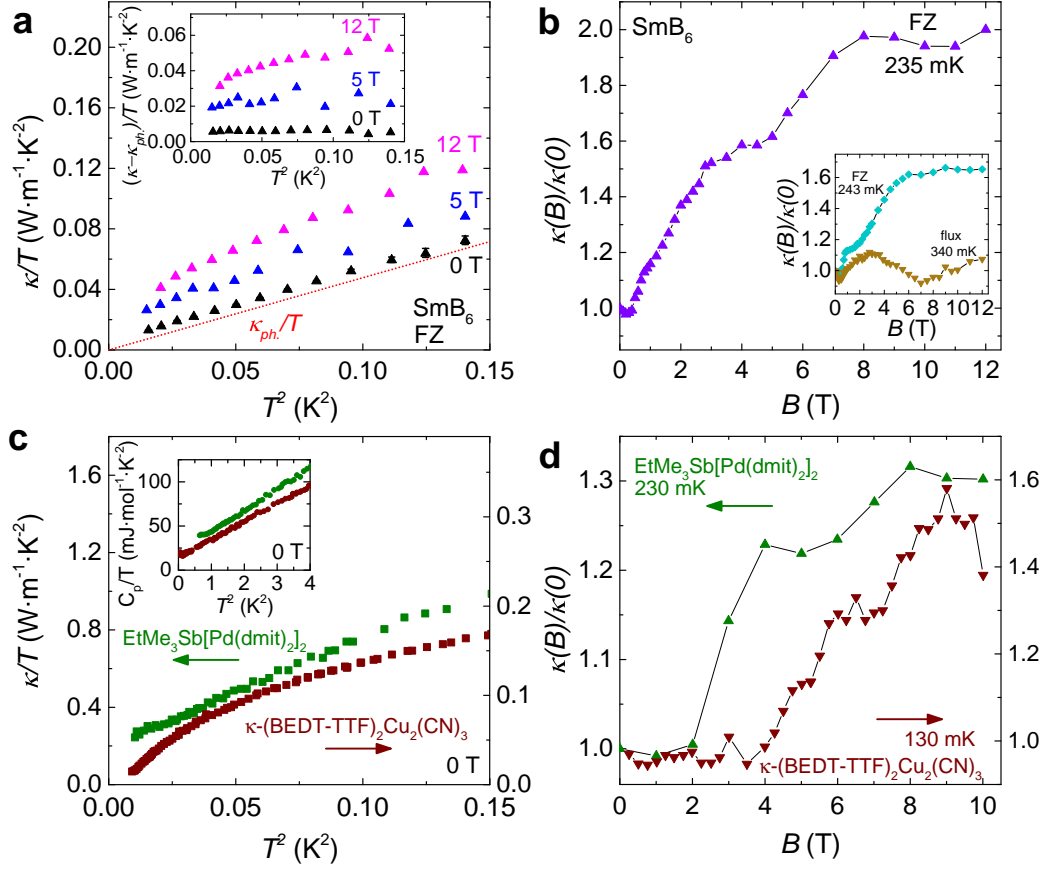 a
0.20
0.16
0.12
0.08
0.04
0.00
κ/T (W·m⁻¹·K⁻²)
0.00 0.05 0.10 0.15
T² (K²)
12 T
5 T
0 T
SmB₆
FZ
κph./T
0.06
0.04
0.02
0.00
(κ−κph.)/T (W·m⁻¹·K⁻²)
12 T
5 T
0 T
0.00 0.05 0.10 0.15
T² (K²)
b
SmB₆
FZ
235 mK
2.0
1.8
1.6
1.4
1.2
1.0
κ(B)/κ(0)
0 2 4 6 8 10 12
B (T)
1.6
1.4
1.2
1.0
κ(B)/κ(0)
FZ
243 mK
flux
340 mK
0 2 4 6 8 10 12
B (T)
c
1.6
1.2
0.8
0.4
0.0
κ/T (W·m⁻¹·K⁻²)
0.3
0.2
0.1
0.0
0.00 0.05 0.10 0.15
T² (K²)
EtMe₃Sb[Pd(dmit)₂]₂
κ-(BEDT-TTF)₂Cu₂(CN)₃
0 T
100
75
50
25
0
Cp/T (mJ·mol⁻¹·K⁻²)
0 T
0 1 2 3 4
T² (K²)
d
EtMe₃Sb[Pd(dmit)₂]₂
230 mK
1.3
1.2
1.1
1.0
κ(B)/κ(0)
1.6
1.4
1.2
1.0
130 mK
κ-(BEDT-TTF)₂Cu₂(CN)₃
0 2 4 6 8 10
B (T)